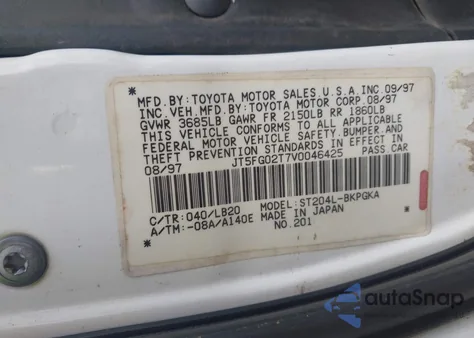 MFD.BY:TOYOTA MOTOR SALES.U.S.A.INC.09/97
INC.VEH.MFD.BY:TOYOTA MOTOR CORP.08/97
GVWR 3685LB GAWR FR 2150LB RR 1860LB
THIS VEHICLE CONFORMS TO ALL APPLICABLE
FEDERAL MOTOR VEHICLE SAFETY.BUMPER.AND
THEFT PREVENTION STANDARDS IN EFFECT IN
08/97 JT5FG02T7V0046425 PASS.CAR
C/TR:040/LB20 MODEL:ST204L-BKPGKA
A/TM:-08A/A140E MADE IN JAPAN
NO.201
autaSnap